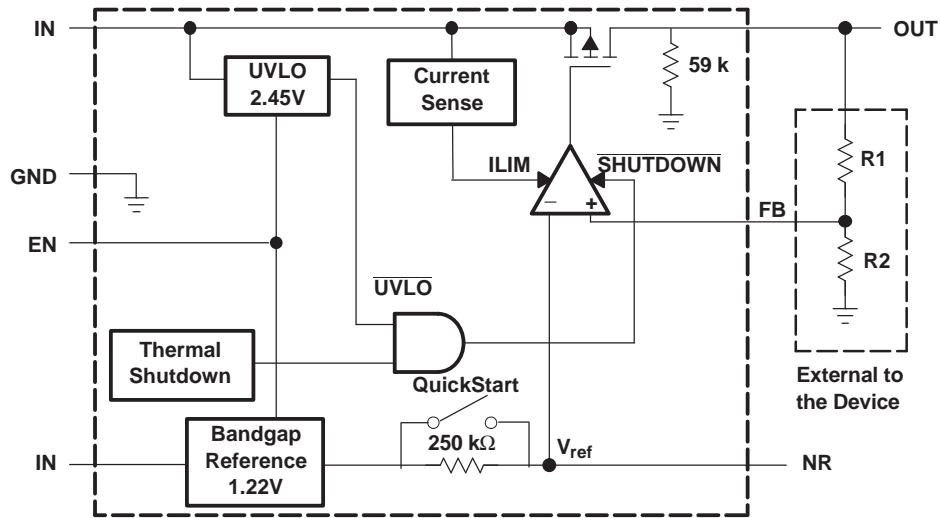 IN
OUT
UVLO
2.45V
Current
Sense
59 k
R1
ILIM
SHUTDOWN
GND
−
+
FB
EN
R2
UVLO
Thermal
Shutdown
QuickStart
External to
the Device
Bandgap
Reference
1.22V
250 kΩ
Vref
IN
NR